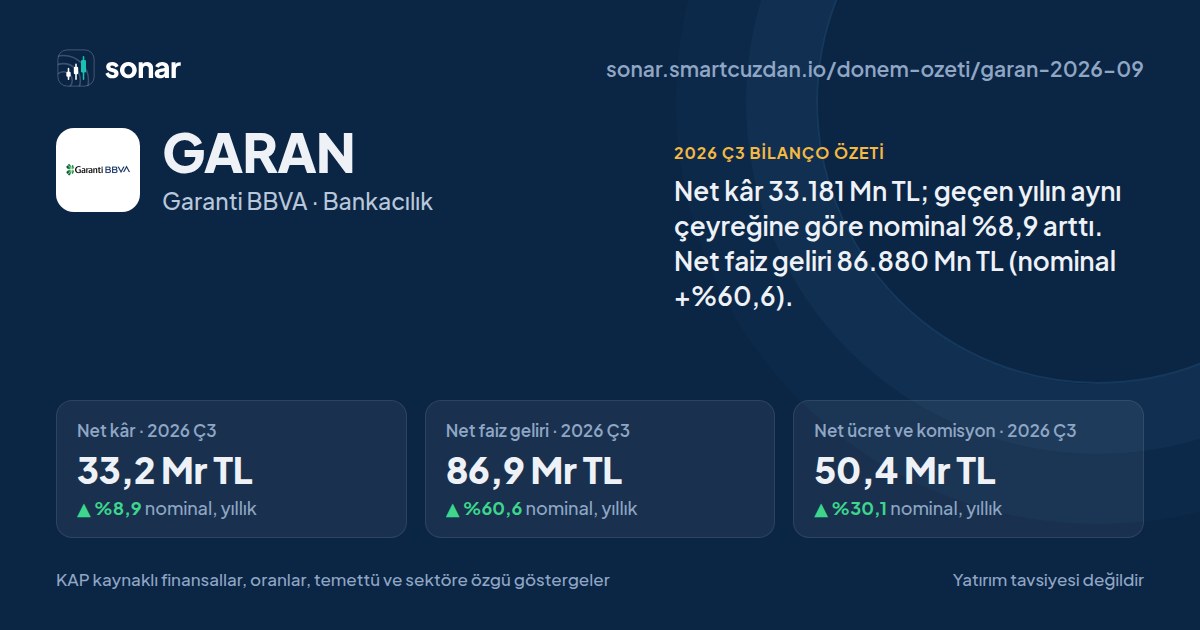 sonar
sonar.smartcuzdan.io/donem-ozeti/garan-2026-09
Garanti BBVA
GARAN
Garanti BBVA · Bankacılık
2026 Ç3 BİLANÇO ÖZETİ
Net kâr 33.181 Mn TL; geçen yılın aynı
çeyreğine göre nominal %8,9 arttı.
Net faiz geliri 86.880 Mn TL (nominal
+%60,6).
Net kâr · 2026 Ç3
33,2 Mr TL
▲ %8,9 nominal, yıllık
Net faiz geliri · 2026 Ç3
86,9 Mr TL
▲ %60,6 nominal, yıllık
Net ücret ve komisyon · 2026 Ç3
50,4 Mr TL
▲ %30,1 nominal, yıllık
KAP kaynaklı finansallar, oranlar, temettü ve sektöre özgü göstergeler
Yatırım tavsiyesi değildir